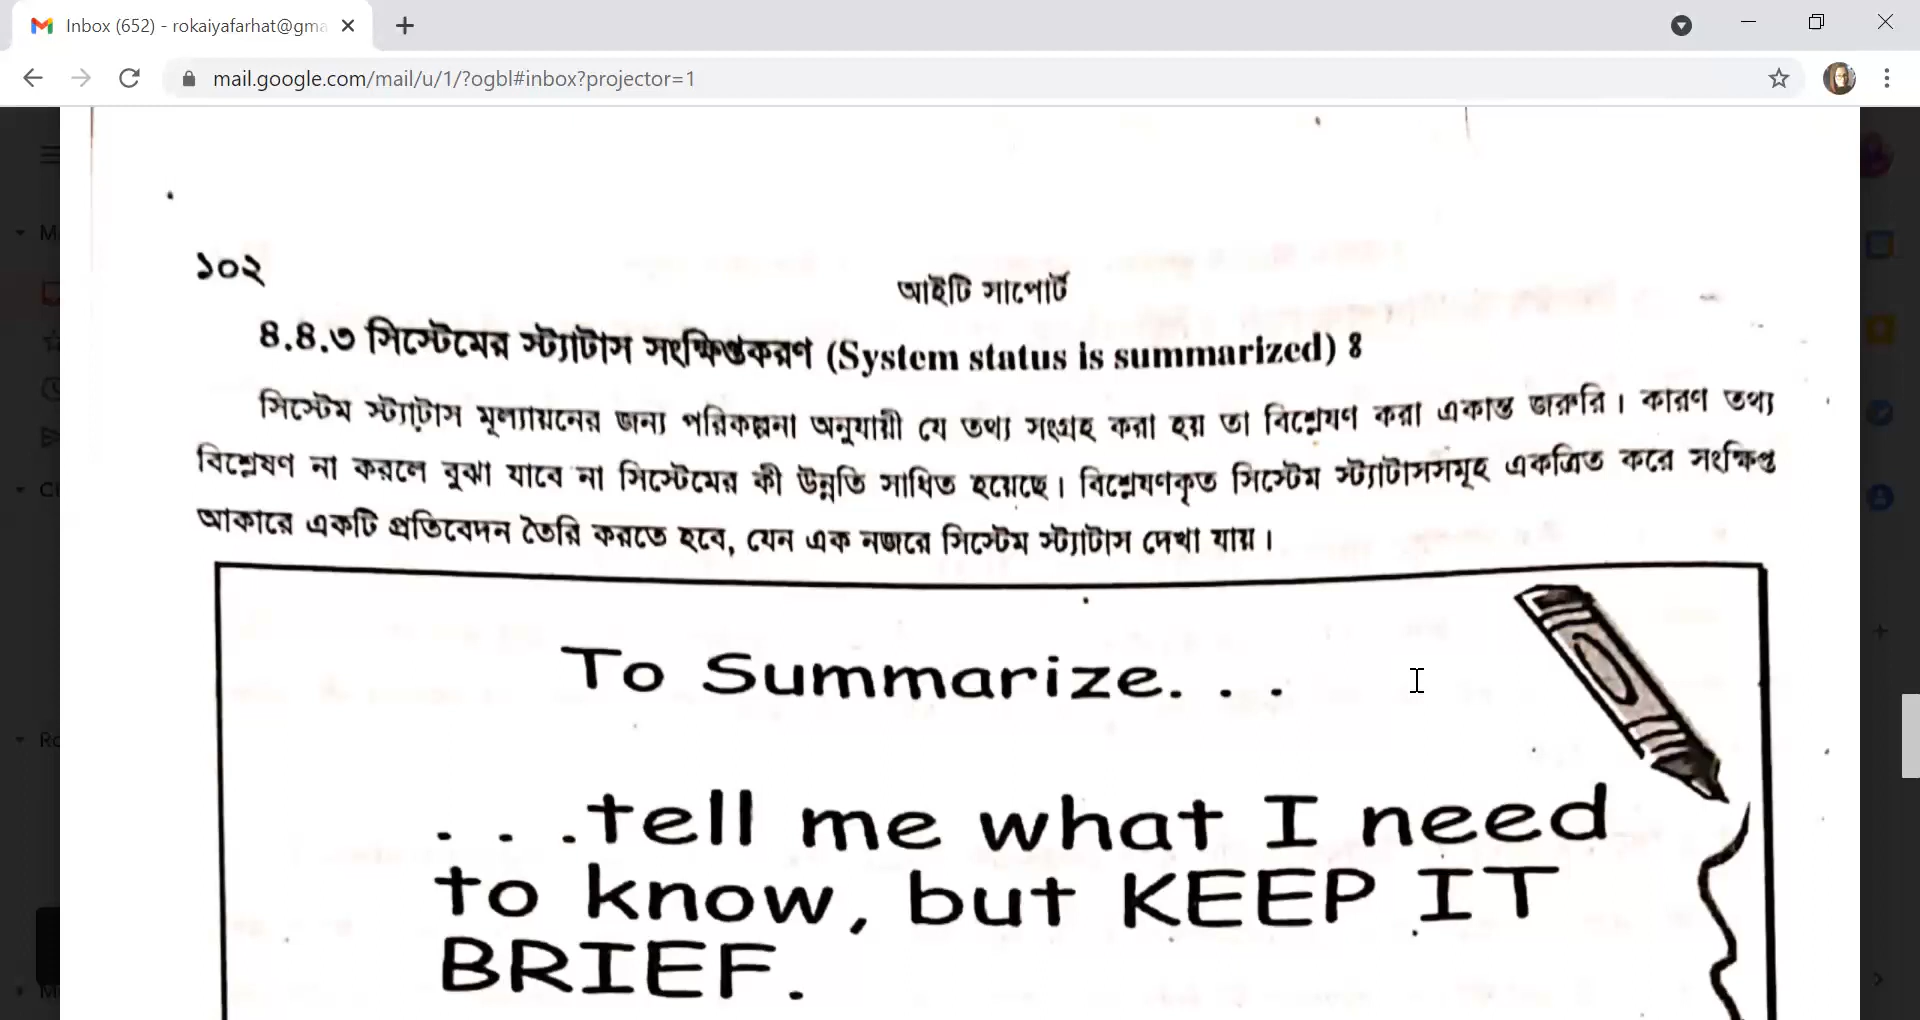 Inbox (652) - rokaiyafarhat@gma
mail.google.com/mail/u/1/?ogbl#inbox?projector=1
১০২
আইটি সাপোর্ট
৪.৪.৩ সিস্টেমের স্ট্যাটাস সংক্ষিপ্তকরণ (System status is summarized) ঃ
সিস্টেম স্ট্যাটাস মূল্যায়নের জন্য পরিকল্পনা অনুযায়ী যে তথ্য সংগ্রহ করা হয় তা বিশ্লেষণ করা একান্ত জরুরি। কারণ তথ্য
বিশ্লেষণ না করলে বুঝা যাবে না সিস্টেমের কী উন্নতি সাধিত হয়েছে। বিশ্লেষণকৃত সিস্টেম স্ট্যাটাসসমূহ একত্রিত করে সংক্ষিপ্ত
আকারে একটি প্রতিবেদন তৈরি করতে হবে, যেন এক নজরে সিস্টেম স্ট্যাটাস দেখা যায়।
To Summarize. . .
. . .tell me what I need
to know, but KEEP IT
BRIEF.